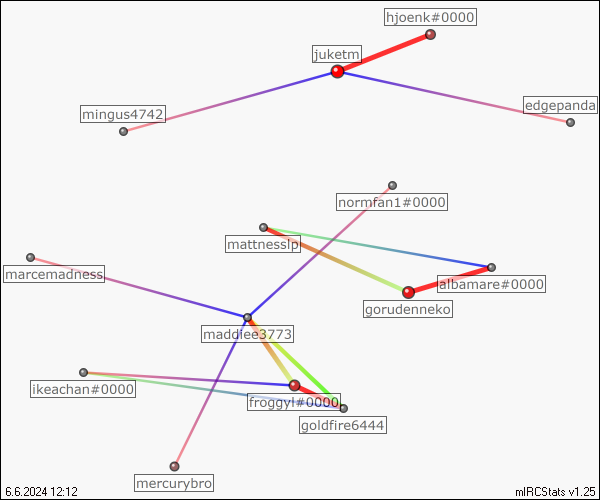 hjoenk#0000
juketm
edgepanda
mingus4742
normfan1#0000
mattnesslp
marcemadness
albamare#0000
gorudenneko
maddiee3773
ikeachan#0000
froggyl#0000
goldfire6444
mercurybro
6.6.2024 12:12
mIRCStats v1.25